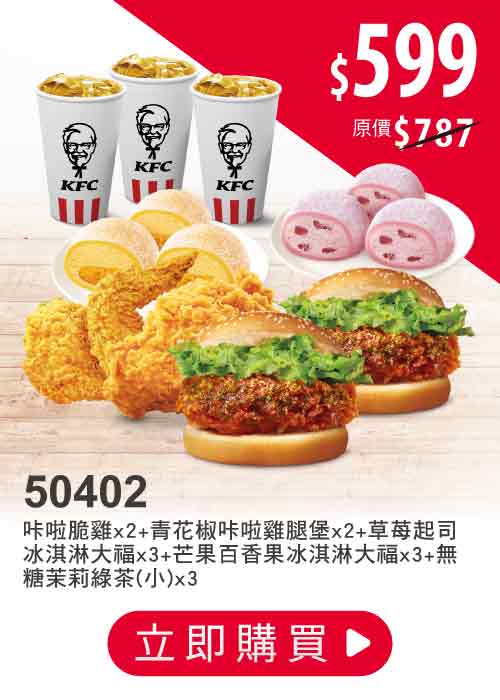 $599
原價$787
KFC
KFC
KFC
50402
咔啦脆雞x2+青花椒咔啦雞腿堡x2+草莓起司
冰淇淋大福x3+芒果百香果冰淇淋大福x3+無
糖茉莉綠茶(小)x3
立即購買